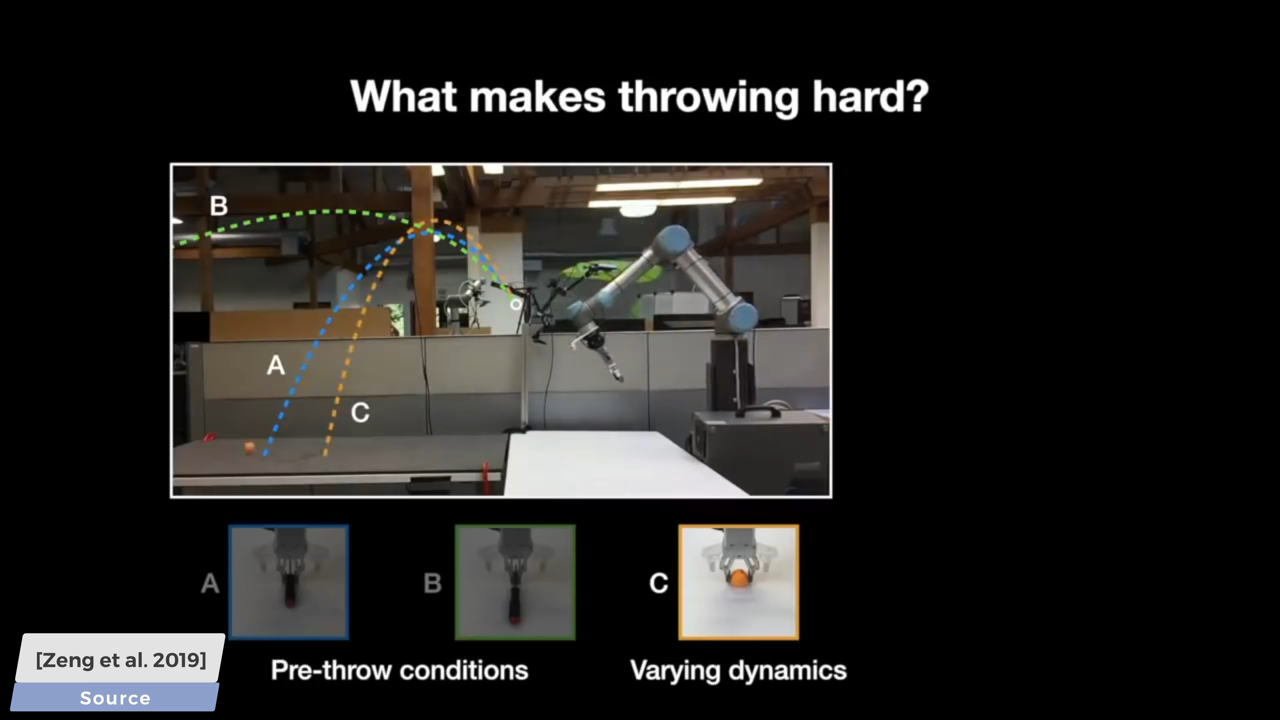 What makes throwing hard?
B
A
C
A
B
C
Pre-throw conditions
Varying dynamics
[Zeng et al. 2019]
Source